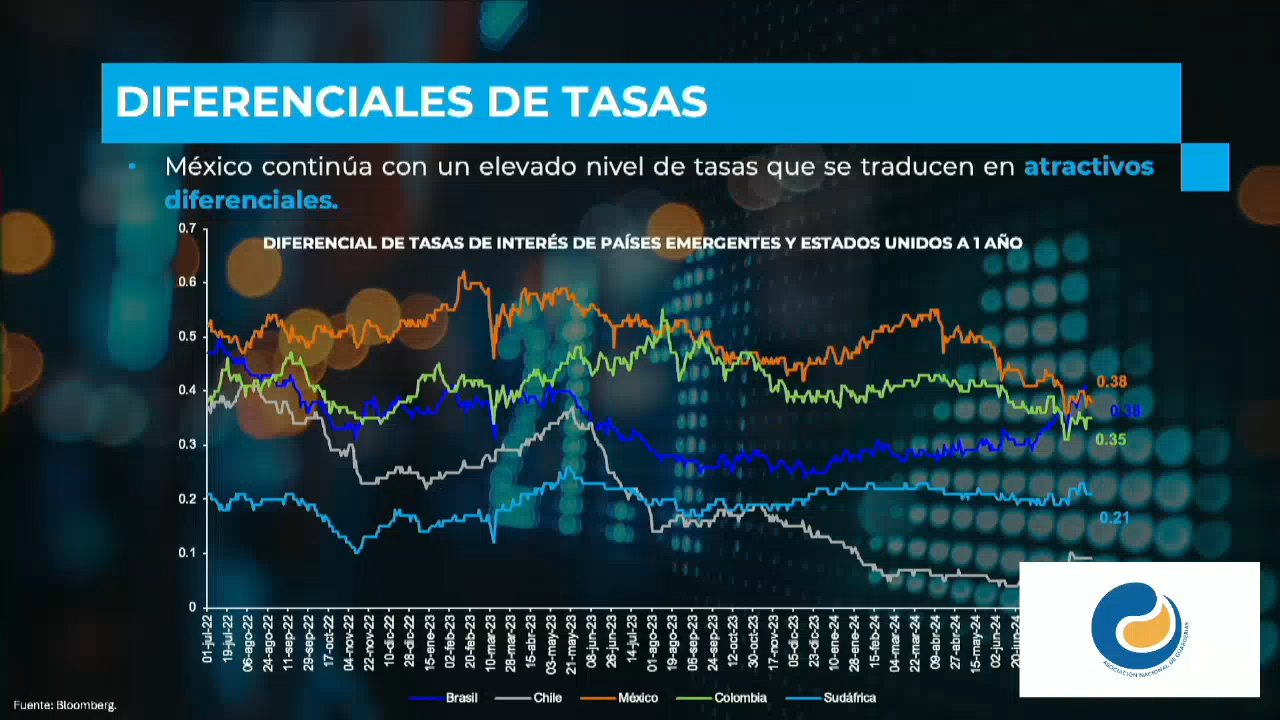 DIFERENCIALES DE TASAS
• México continúa con un elevado nivel de tasas que se traducen en atractivos
diferenciales.
DIFERENCIAL DE TASAS DE INTERÉS DE PAÍSES EMERGENTES Y ESTADOS UNIDOS A 1 AÑO
0.7
0.6
0.5
0.4
0.3
0.2
0.1
0
0.38
0.38
0.35
0.21
01-jul-22
19-jul-22
06-ago-22
24-ago-22
11-sep-22
29-sep-22
17-oct-22
04-nov-22
22-nov-22
10-dic-22
28-dic-22
15-ene-23
02-feb-23
20-feb-23
10-mar-23
28-mar-23
15-abr-23
03-may-23
21-may-23
08-jun-23
26-jun-23
14-jul-23
01-ago-23
19-ago-23
06-sep-23
24-sep-23
12-oct-23
30-oct-23
17-nov-23
05-dic-23
23-dic-23
10-ene-24
28-ene-24
15-feb-24
04-mar-24
22-mar-24
09-abr-24
27-abr-24
15-may-24
02-jun-24
20-jun-24
Brasil
Chile
México
Colombia
Sudáfrica
Fuente: Bloomberg.
ASOCIACIÓN NACIONAL DE GUARDERÍAS